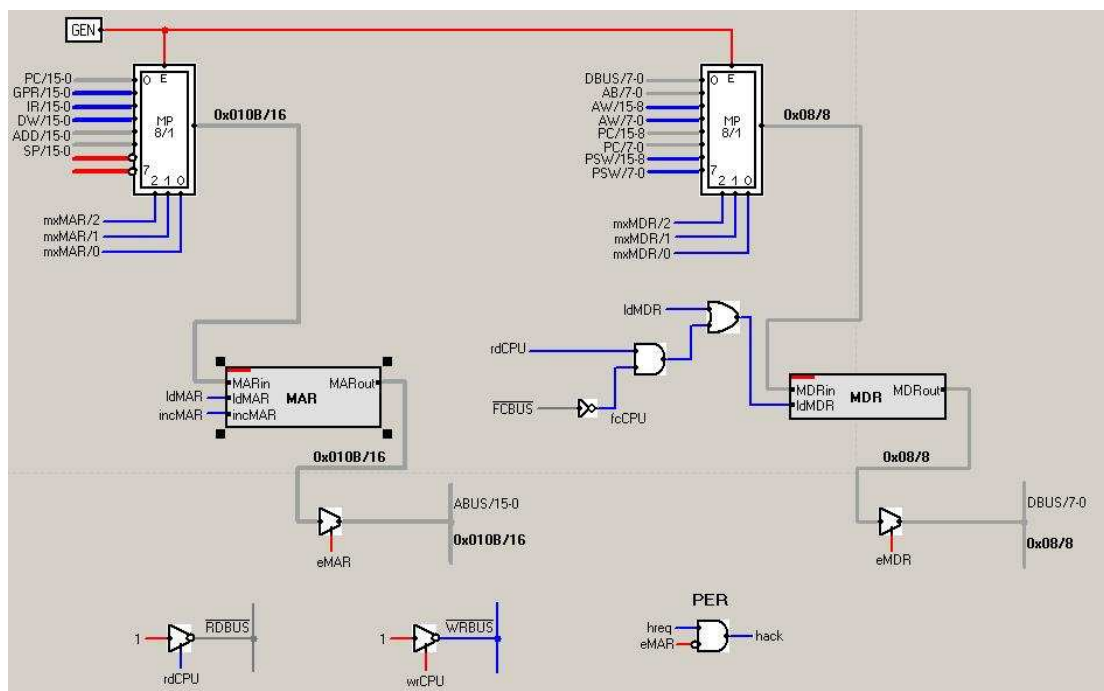 GEN
PC/15-0
GPR/15-0
IR/15-0
DW/15-0
ADD/15-0
SP/15-0
0 E
MP
8/1
7
2 1 0
0x010B/16
mxMAR/2
mxMAR/1
mxMAR/0
DBUS/7-0
AB/7-0
AW/15-8
AW/7-0
PC/15-8
PC/7-0
PSW/15-8
PSW/7-0
0 E
MP
8/1
7
2 1 0
0x08/8
mxMDR/2
mxMDR/1
mxMDR/0
ldMDR
rdCPU
FCBUS
fcCPU
MARin MARout
ldMAR ldMAR MAR
incMAR incMAR
MDRin MDRout
ldMDR MDR
0x010B/16
0x08/8
ABUS/15-0
0x010B/16
eMAR
DBUS/7-0
0x08/8
eMDR
1 RDBUS
rdCPU
1 WRBUS
wrCPU
PER
hreq
eMAR
hack